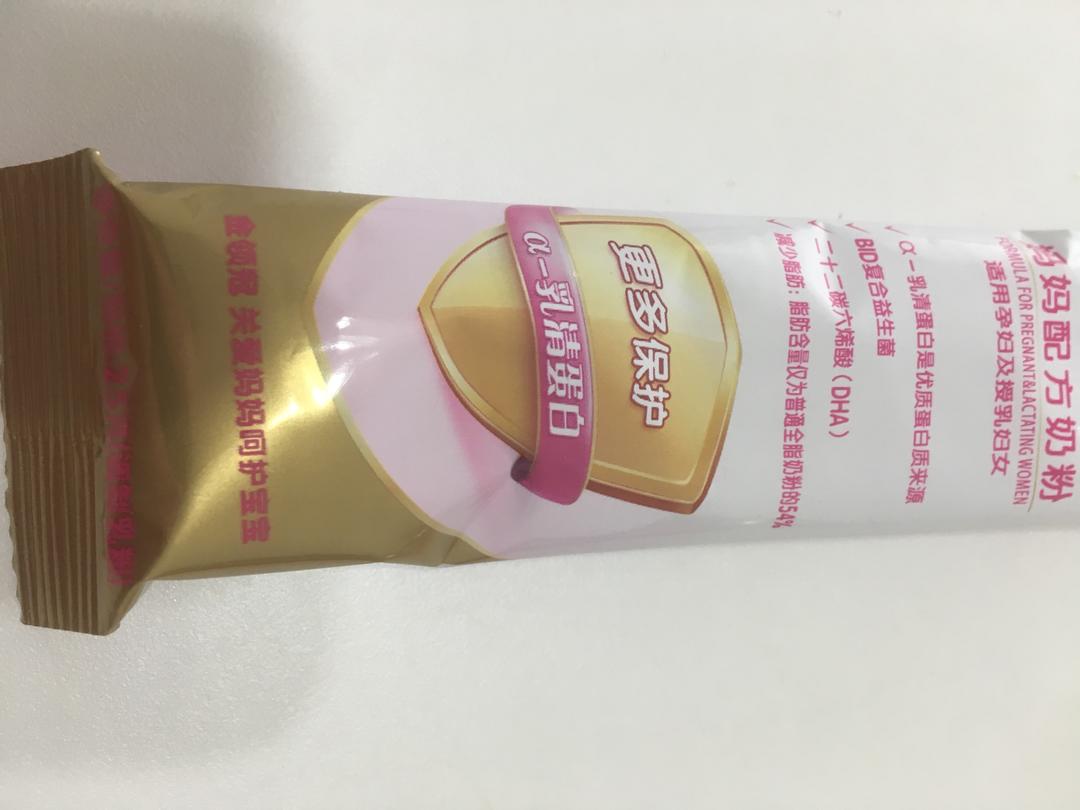 妈妈配方奶粉
FORMULA FOR PREGNANT&LACTATING WOMEN
适用孕妇及授乳妇女
α-乳清蛋白是优质蛋白质来源
BID复合益生菌
二十二碳六烯酸（DHA）
减少脂肪：脂肪含量仅为普通全脂奶粉的54%
更多保护
α-乳清蛋白
金领冠 关爱妈妈呵护宝宝